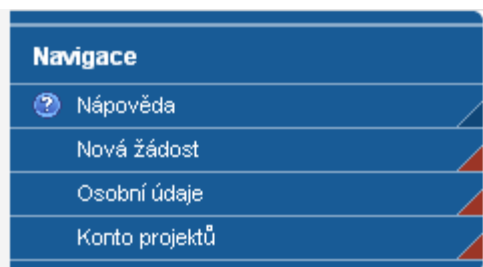 Navigace
Nápověda
Nová žádost
Osobní údaje
Konto projektů